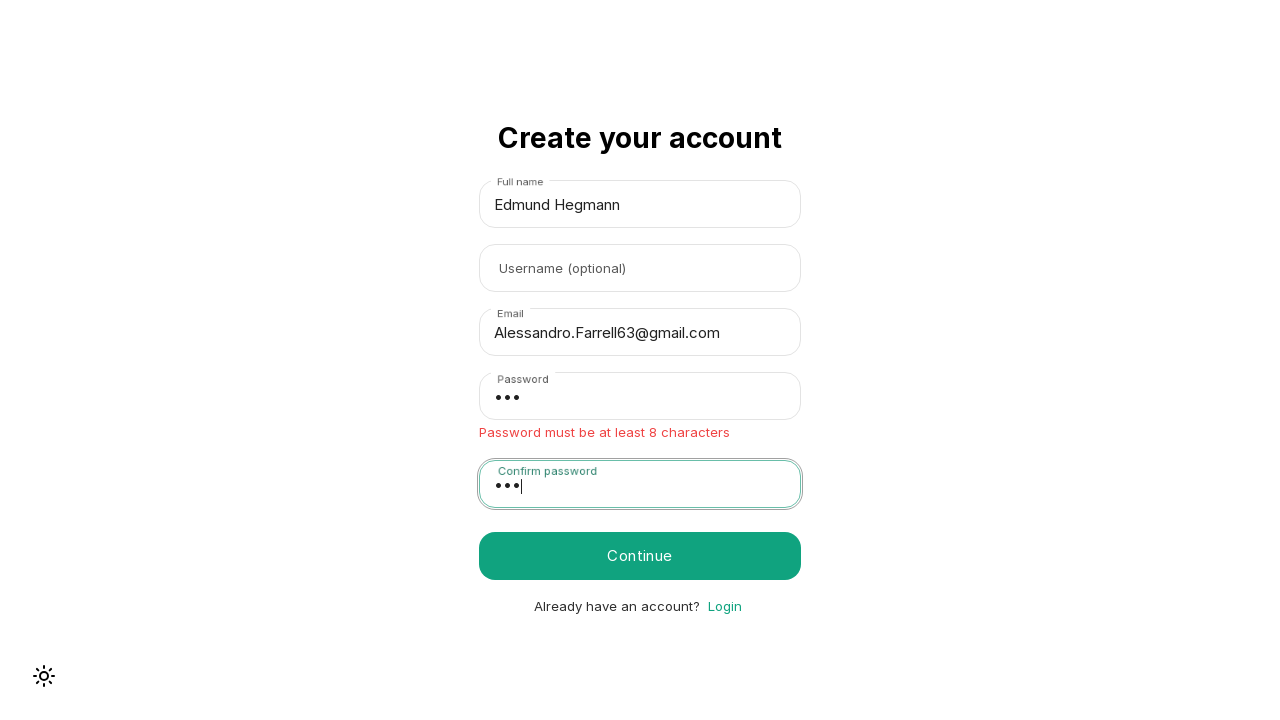 Create your account
Full name
Edmund Hegmann
Username (optional)
Email
Alessandro.Farrell63@gmail.com
Password
•••
Password must be at least 8 characters
Confirm password
•••
Continue
Already have an account? Login